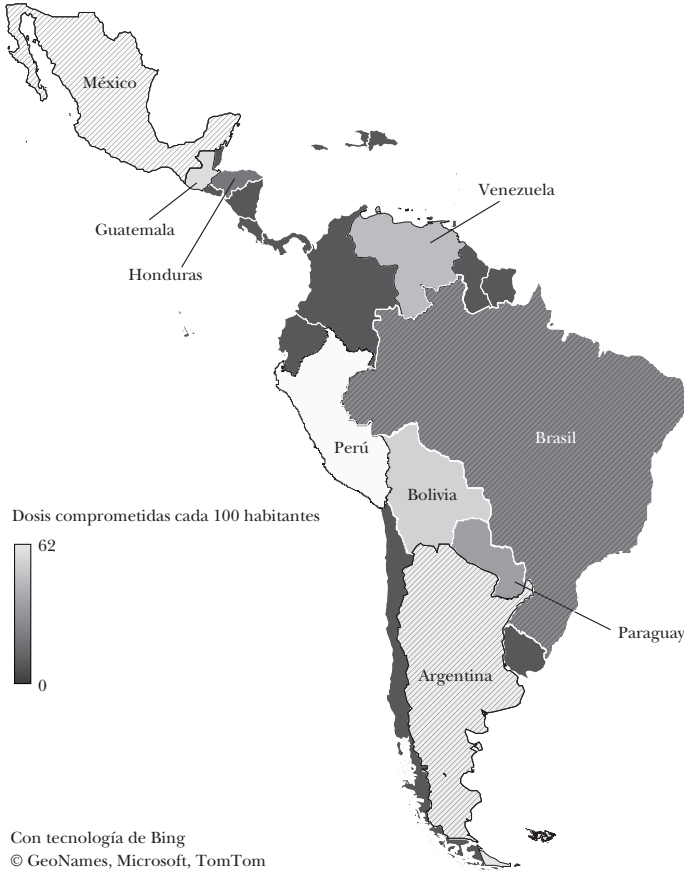 México
Venezuela
Guatemala
Honduras
Brasil
Perú
Bolivia
Dosis comprometidas cada 100 habitantes
62
0
Paraguay
Argentina
Con tecnología de Bing
© GeoNames, Microsoft, TomTom